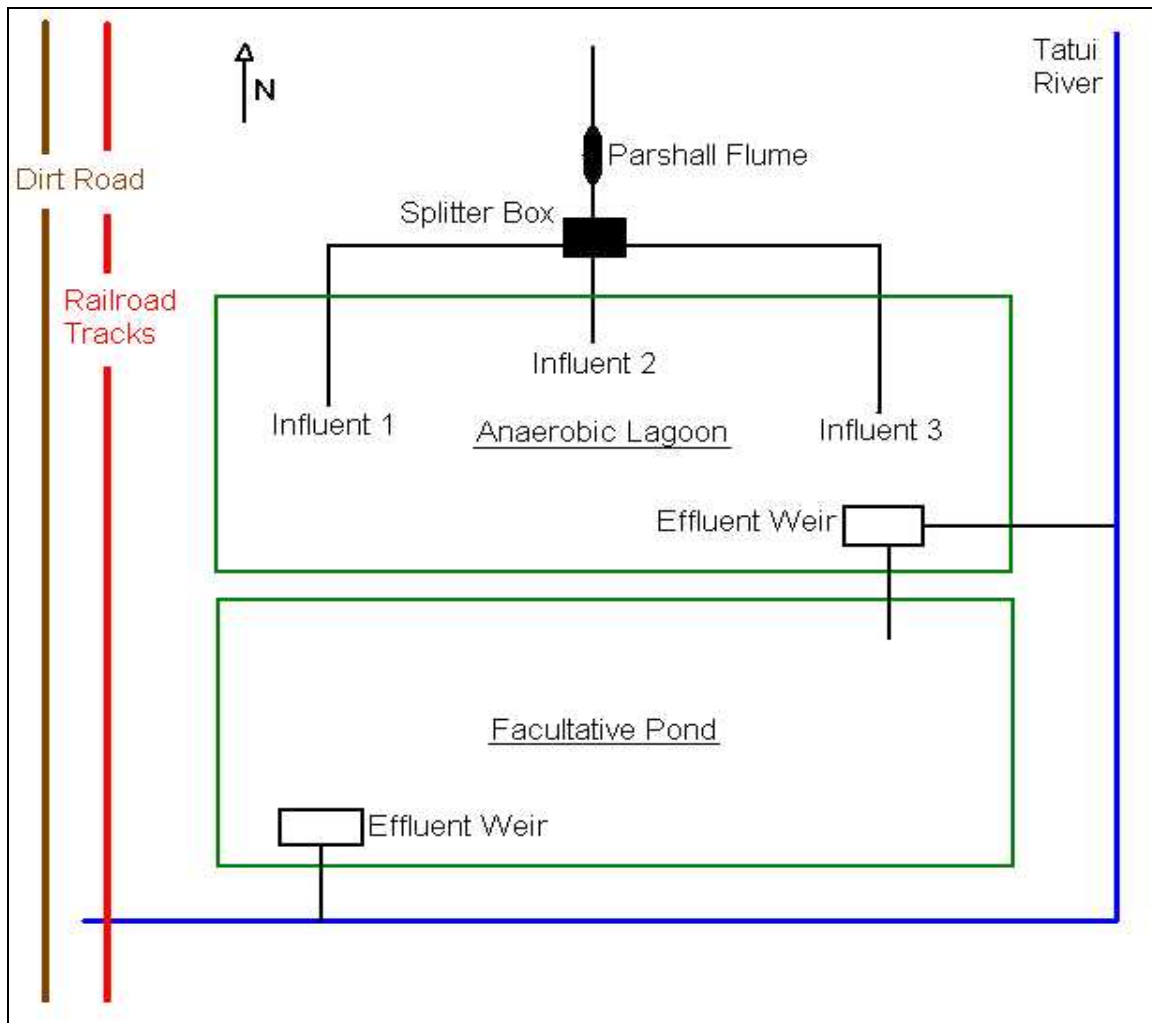 Tatui
River
N
Parshall Flume
Dirt Road
Splitter Box
Railroad
Tracks
Influent 2
Influent 1
Anaerobic Lagoon
Influent 3
Effluent Weir
Facultative Pond
Effluent Weir